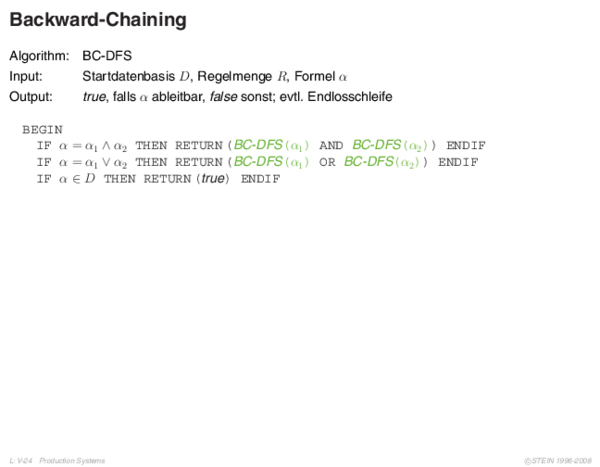 Backward-Chaining
Algorithm: BC-DFS
Input: Startdatenbasis D, Regelmenge R, Formel α
Output: true, falls α ableitbar, false sonst; evtl. Endlosschleife
BEGIN
IF α = α₁ ∧ α₂ THEN RETURN (BC-DFS(α₁) AND BC-DFS(α₂)) ENDIF
IF α = α₁ ∨ α₂ THEN RETURN (BC-DFS(α₁) OR BC-DFS(α₂)) ENDIF
IF α ∈ D THEN RETURN (true) ENDIF
L: V-24 Production Systems ©STEIN 1996-2008